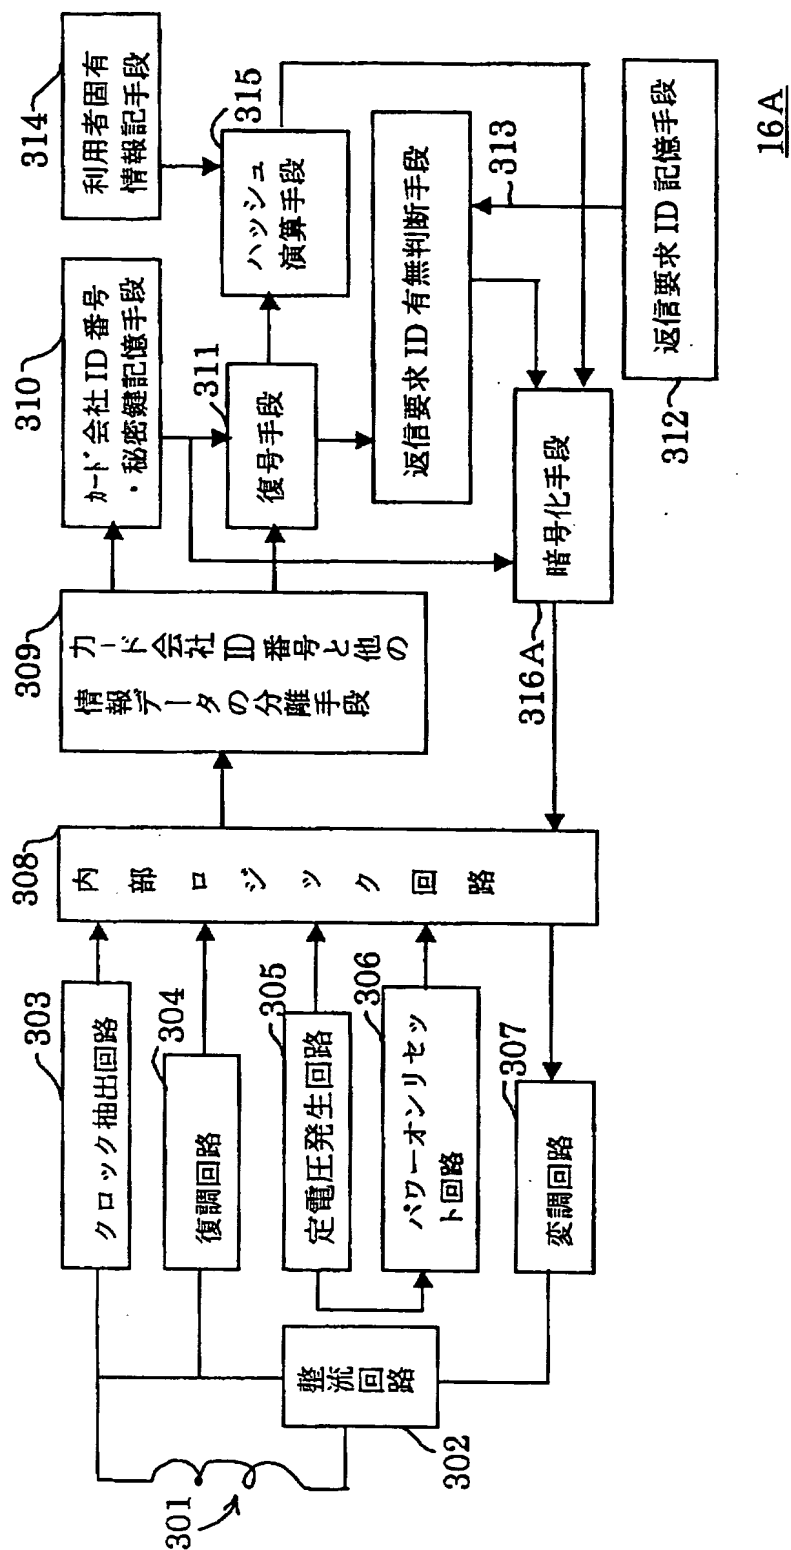 301
302
整流
回路
303
クロック抽出回路
304
復調回路
305
定電圧発生回路
306
パワーオンリセッ
ト回路
307
変調回路
308
内部ロジック回路
309
カード会社ID番号と他の
情報データの分離手段
310
ｶｰﾄﾞ会社ID番号
・秘密鍵記憶手段
311
復号手段
314
利用者固有
情報記手段
315
ハッシュ
演算手段
返信要求ID有無判断手段
313
返信要求ID記憶手段
312
暗号化手段
316A
16A